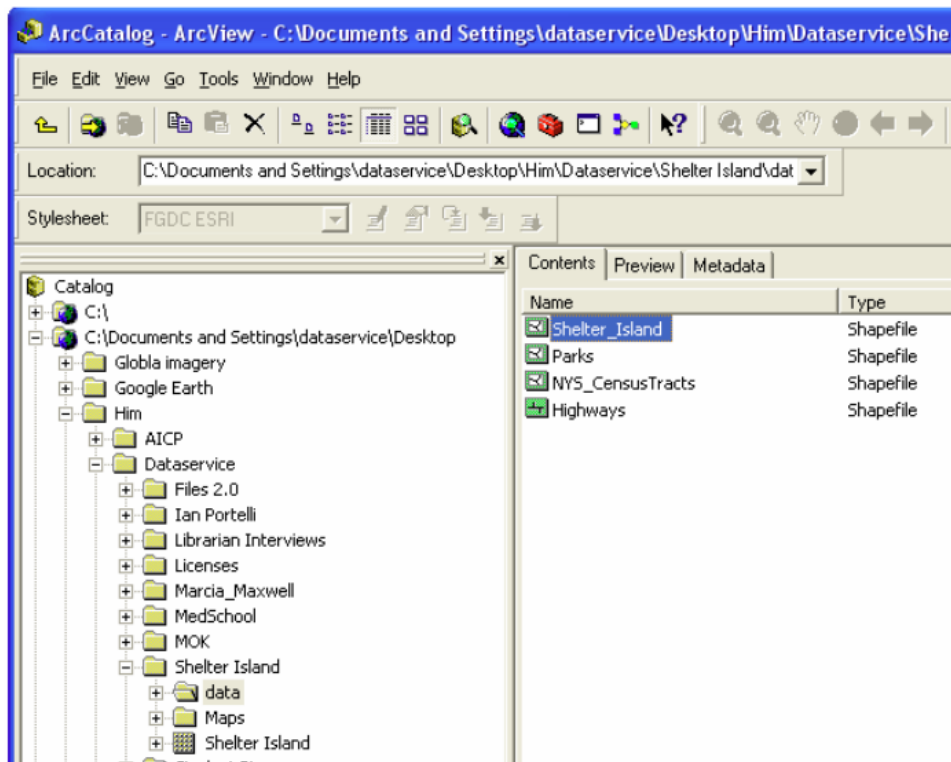 ArcCatalog - ArcView - C:\Documents and Settings\dataservice\Desktop\Him\Dataservice\She
File Edit View Go Tools Window Help
Location: C:\Documents and Settings\dataservice\Desktop\Him\Dataservice\Shelter Island\dat
Stylesheet: FGDC ESRI
Catalog
C:\
C:\Documents and Settings\dataservice\Desktop
Globla imagery
Google Earth
Him
AICP
Dataservice
Files 2.0
Ian Portelli
Librarian Interviews
Licenses
Marcia_Maxwell
MedSchool
MOK
Shelter Island
data
Maps
Shelter Island
Contents Preview Metadata
Name Type
Shelter_Island Shapefile
Parks Shapefile
NYS_CensusTracts Shapefile
Highways Shapefile